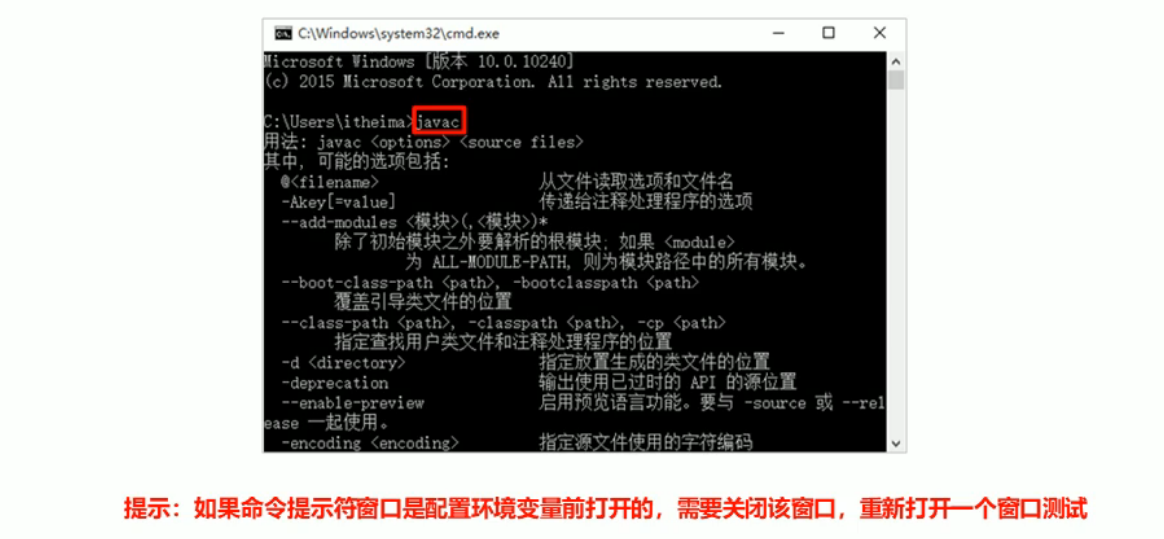 C:\Windows\system32\cmd.exe
Microsoft Windows [版本 10.0.10240]
(c) 2015 Microsoft Corporation. All rights reserved.
C:\Users\itheima>javac
用法: javac <options> <source files>
其中, 可能的选项包括:
@<filename> 从文件读取选项和文件名
-Akey[=value] 传递给注释处理程序的选项
--add-modules <模块>(,<模块>)*
除了初始模块之外要解析的根模块; 如果 <module>
为 ALL-MODULE-PATH, 则为模块路径中的所有模块。
--boot-class-path <path>, -bootclasspath <path>
覆盖引导类文件的位置
--class-path <path>, -classpath <path>, -cp <path>
指定查找用户类文件和注释处理程序的位置
-d <directory> 指定放置生成的类文件的位置
-deprecation 输出使用已过时的 API 的源位置
--enable-preview 启用预览语言功能。要与 -source 或 --rel
ease 一起使用。
-encoding <encoding> 指定源文件使用的字符编码
提示：如果命令提示符窗口是配置环境变量前打开的，需要关闭该窗口，重新打开一个窗口测试